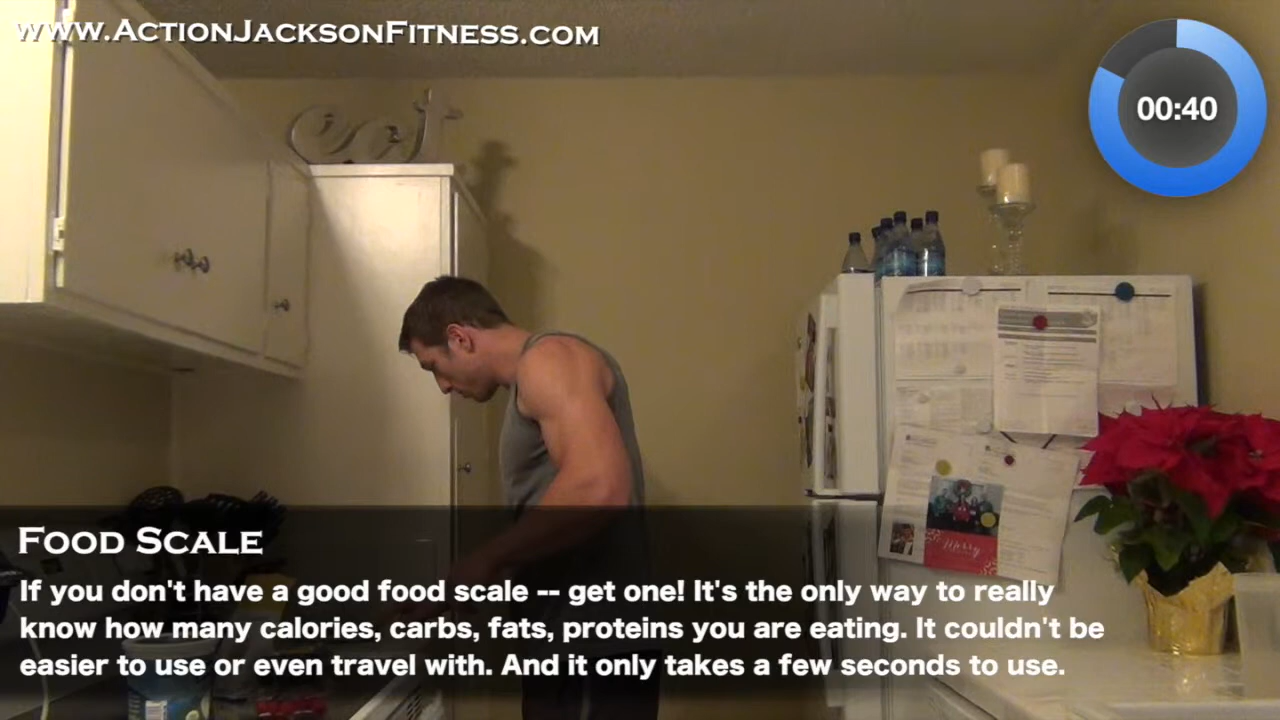 www.ActionJacksonFitness.com
00:40
Food Scale
If you don't have a good food scale -- get one! It's the only way to really
know how many calories, carbs, fats, proteins you are eating. It couldn't be
easier to use or even travel with. And it only takes a few seconds to use.
Merry